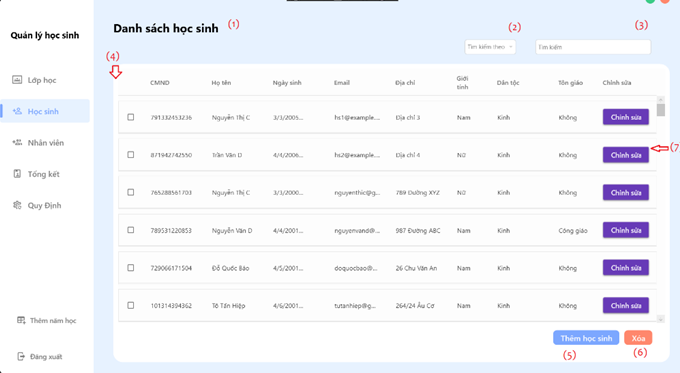 Quản lý học sinh
Lớp học
Học sinh
Nhân viên
Tổng kết
Quy Định
Thêm năm học
Đăng xuất
Danh sách học sinh (1)
(2) (3)
Tìm kiếm theo Tìm kiếm
(4)
CMND Họ tên Ngày sinh Email Địa chỉ Giới tính Dân tộc Tôn giáo Chỉnh sửa
791332453236 Nguyễn Thị C 3/3/2005... hs1@example.... Địa chỉ 3 Nam Kinh Không Chỉnh sửa
871942742550 Trần Văn D 4/4/2006... hs2@example.... Địa chỉ 4 Nữ Kinh Không Chỉnh sửa (7
765288561703 Nguyễn Thị C 3/3/2000... nguyenthic@g... 789 Đường XYZ Nữ Kinh Không Chỉnh sửa
789531220853 Nguyễn Văn D 4/4/2001... nguyenvand@... 987 Đường ABC Nam Kinh Công giáo Chỉnh sửa
729066171504 Đỗ Quốc Bảo 4/5/2001... doquocbao@... 26 Chu Văn An Nam Kinh Không Chỉnh sửa
101314394362 Tô Tấn Hiệp 4/6/2001... tutanhiep@g... 264/24 Âu Cơ Nam Kinh Không Chỉnh sửa
Thêm học sinh Xóa
(5) (6)